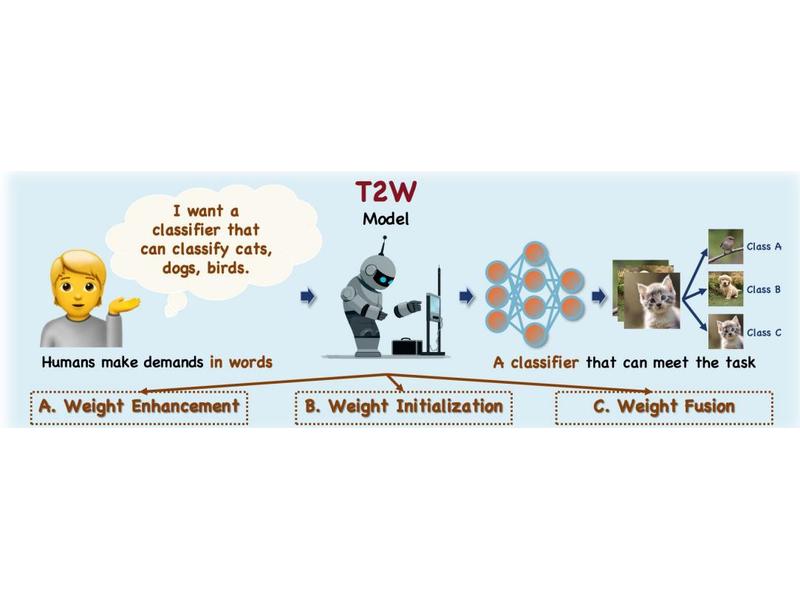 T2W
Model
I want a
classifier that
can classify cats,
dogs, birds.
Class A
Class B
Class C
Humans make demands in words
A classifier that can meet the task
A. Weight Enhancement
B. Weight Initialization
C. Weight Fusion